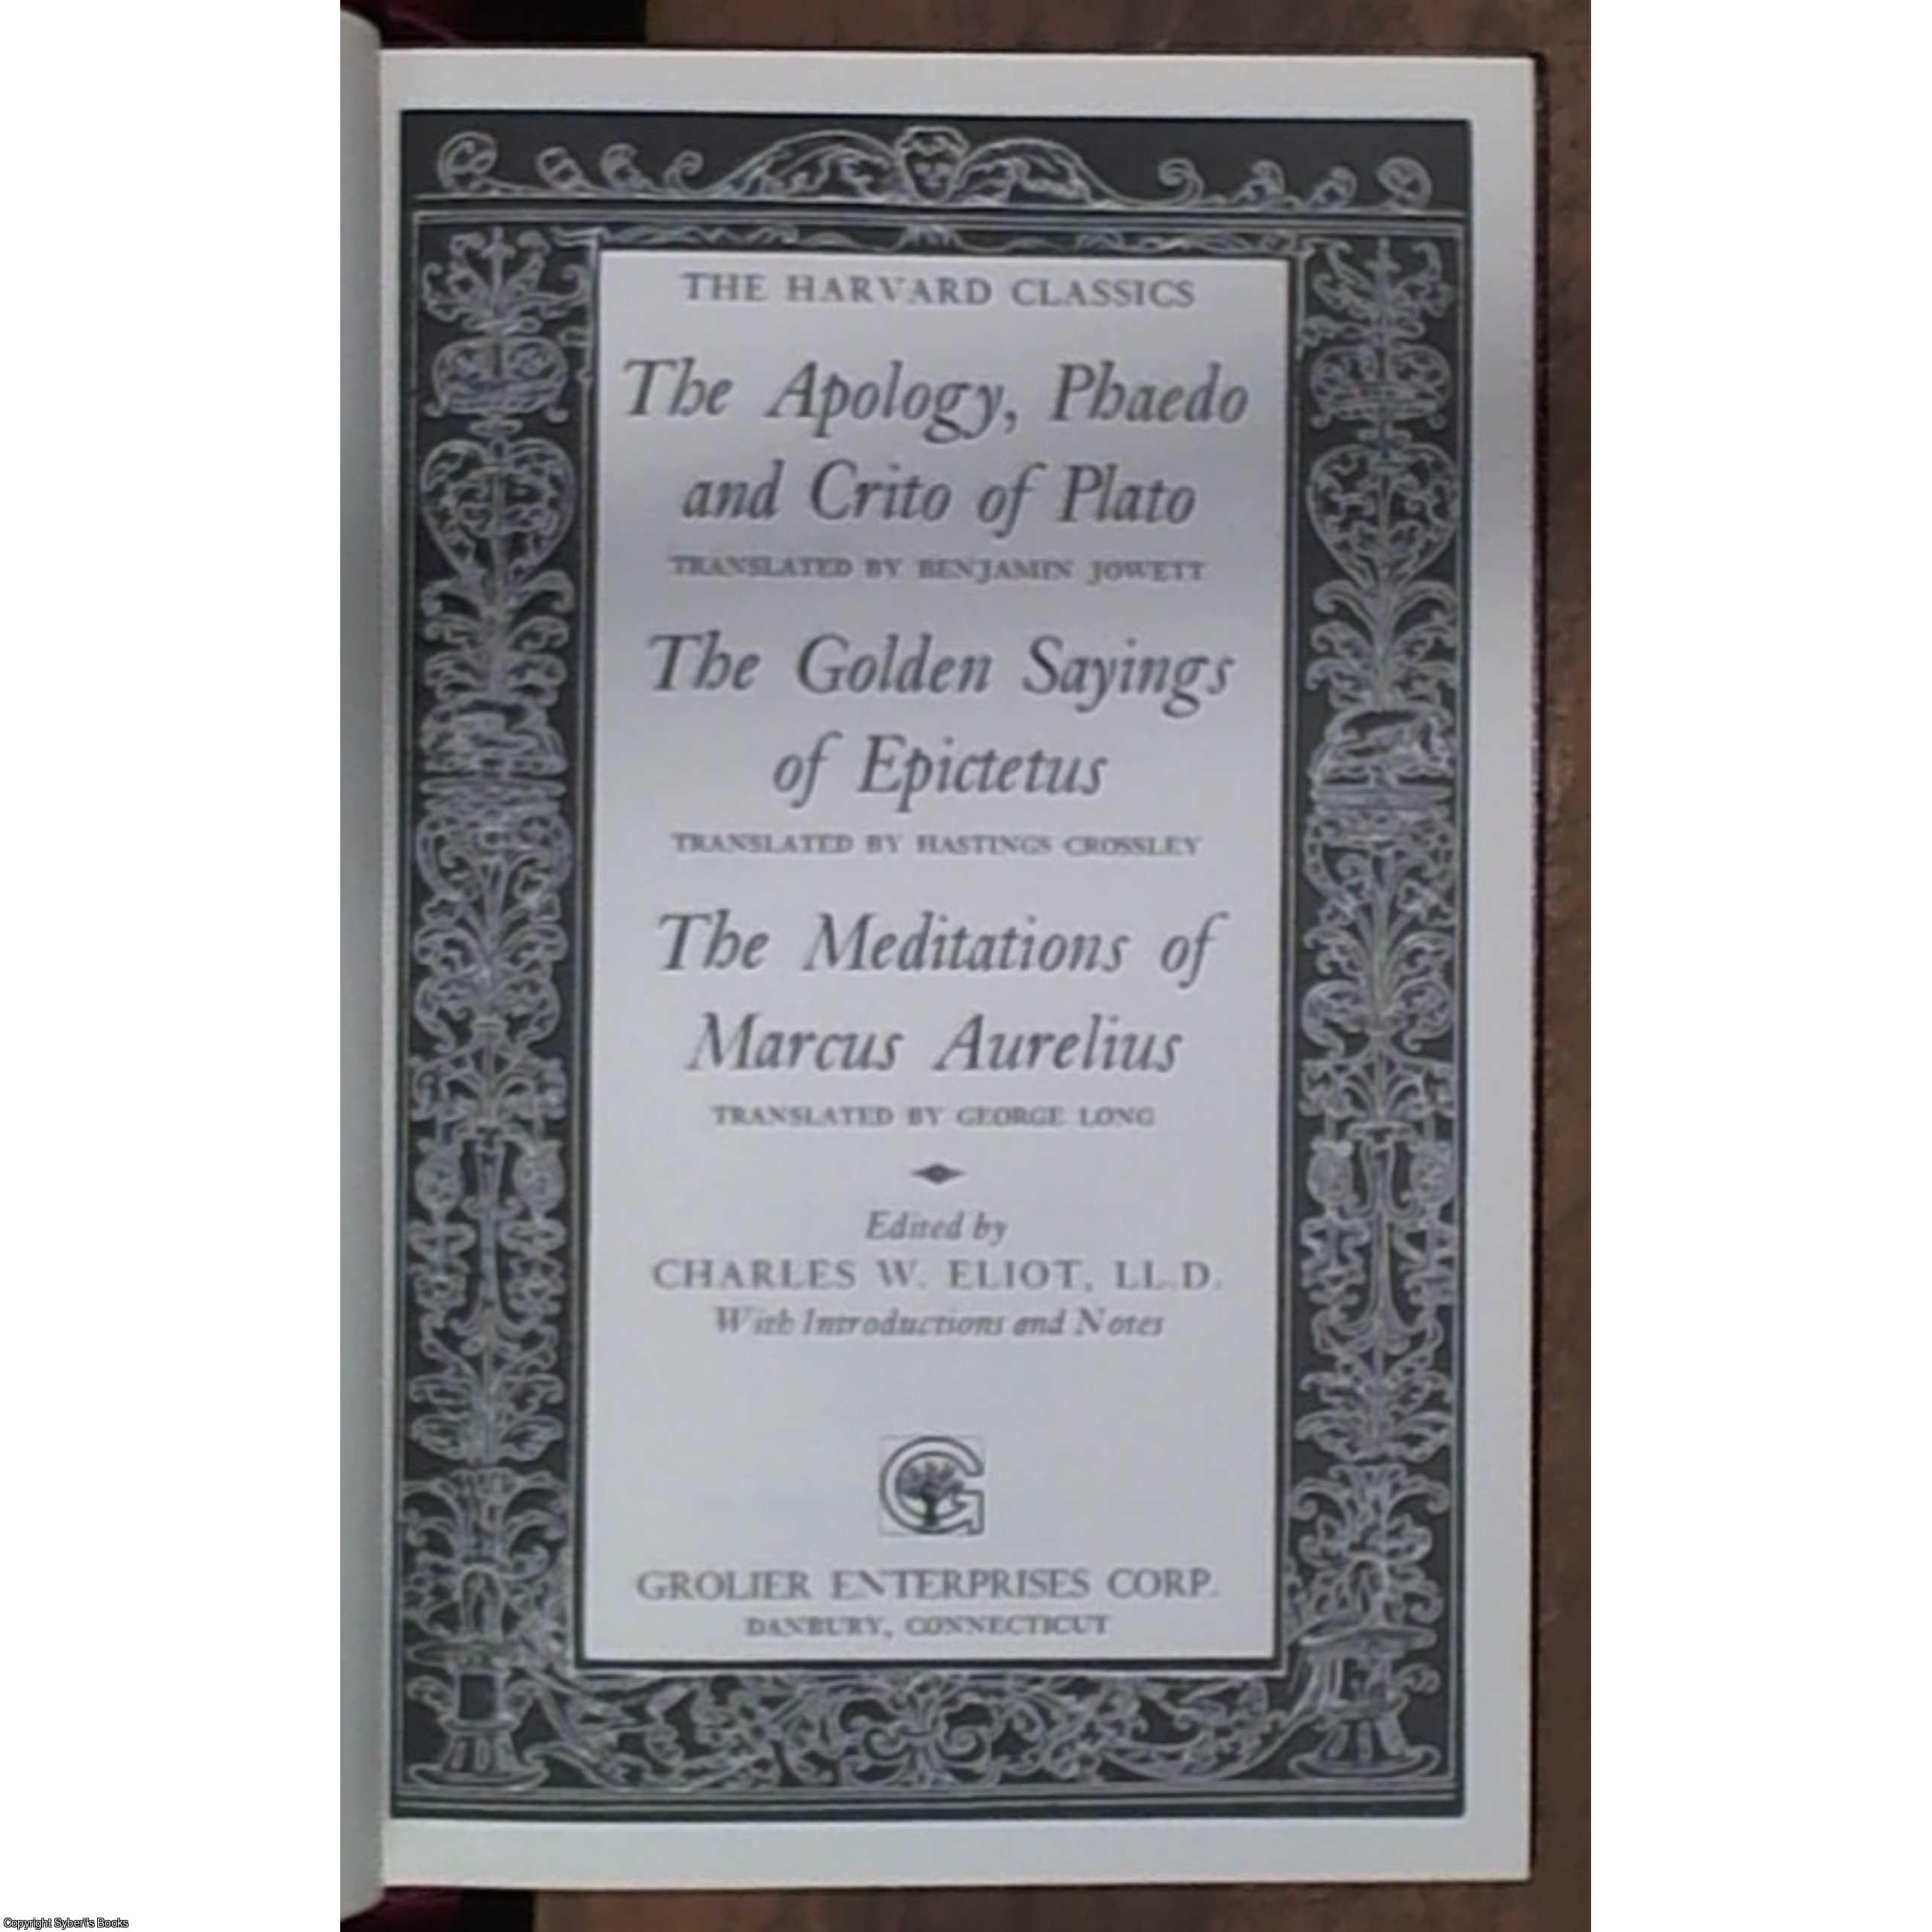 THE HARVARD CLASSICS
The Apology, Phaedo
and Crito of Plato
TRANSLATED BY BENJAMIN JOWETT
The Golden Sayings
of Epictetus
TRANSLATED BY HASTINGS CROSSLEY
The Meditations of
Marcus Aurelius
TRANSLATED BY GEORGE LONG
Edited by
CHARLES W. ELIOT, LL.D.
With Introductions and Notes
G
GROLIER ENTERPRISES CORP.
DANBURY, CONNECTICUT
Copyright Sybert\'s Books